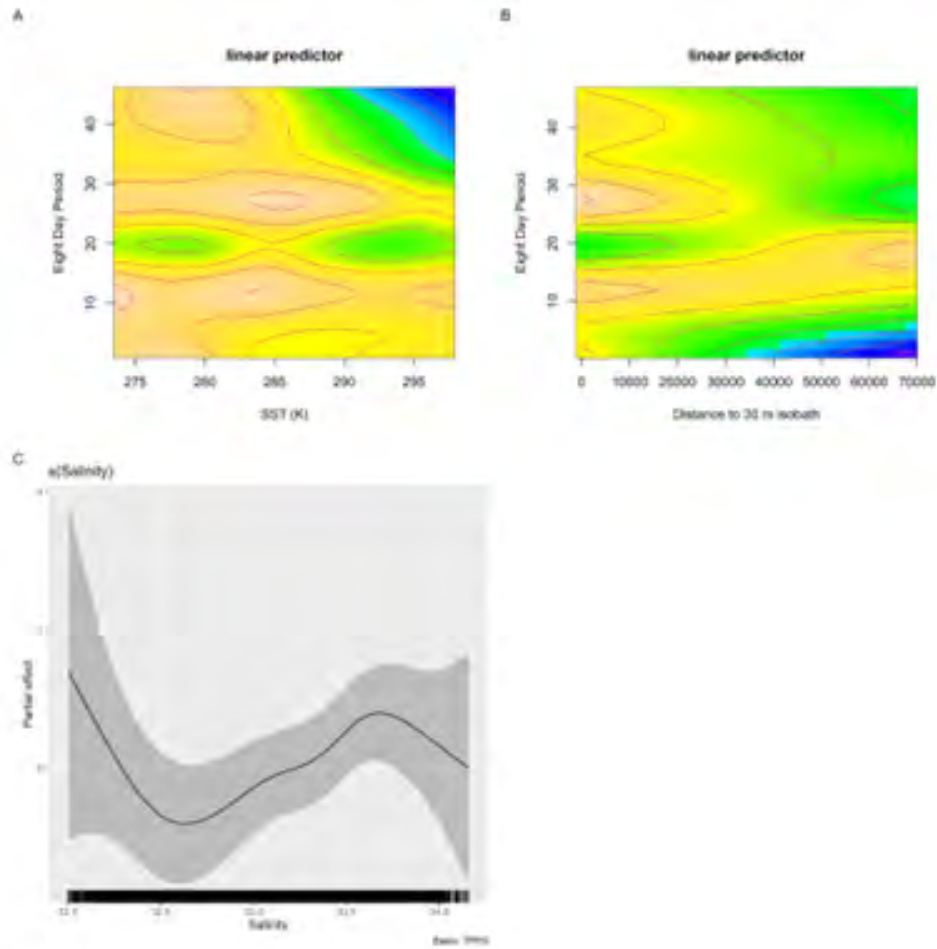 A
linear predictor
Eight Day Period
40
30
20
10
275
280
285
290
295
SST (K)
B
linear predictor
Eight Day Period
40
30
20
10
0
10000
20000
30000
40000
50000
60000
70000
Distance to 30 m isobath
C
s(Salinity)
Partial effect
Salinity